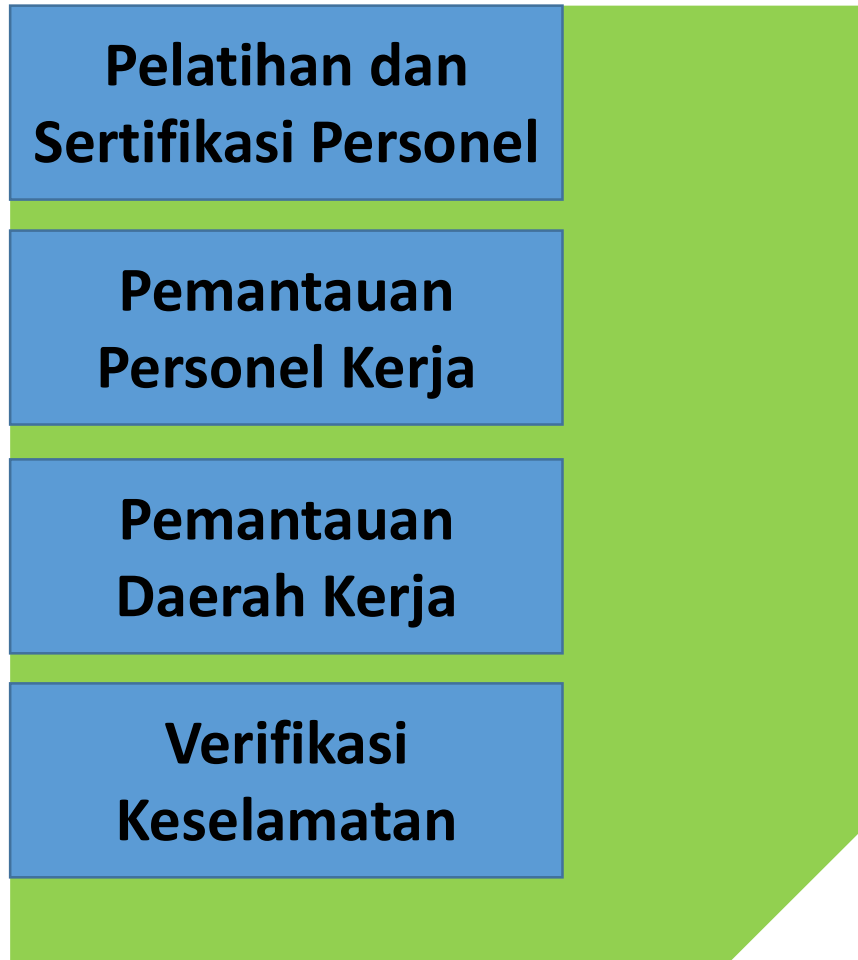 Pelatihan dan
Sertifikasi Personel
Pemantauan
Personel Kerja
Pemantauan
Daerah Kerja
Verifikasi
Keselamatan